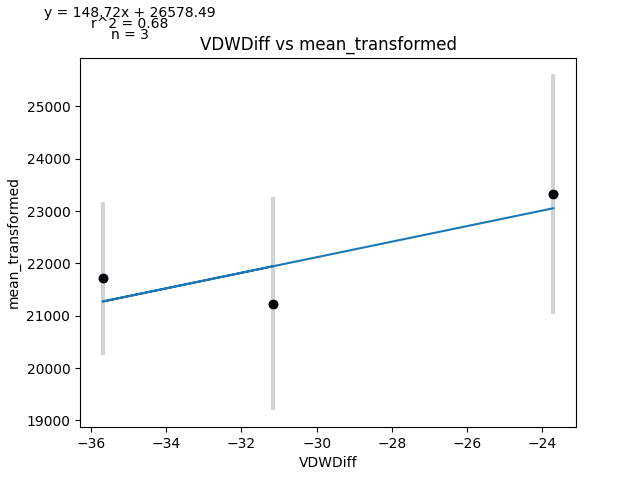 y = 148.72x + 26578.49
r^2 = 0.68
n = 3
VDWDiff vs mean_transformed
25000
24000
23000
22000
21000
20000
19000
mean_transformed
−36
−34
−32
−30
−28
−26
−24
VDWDiff